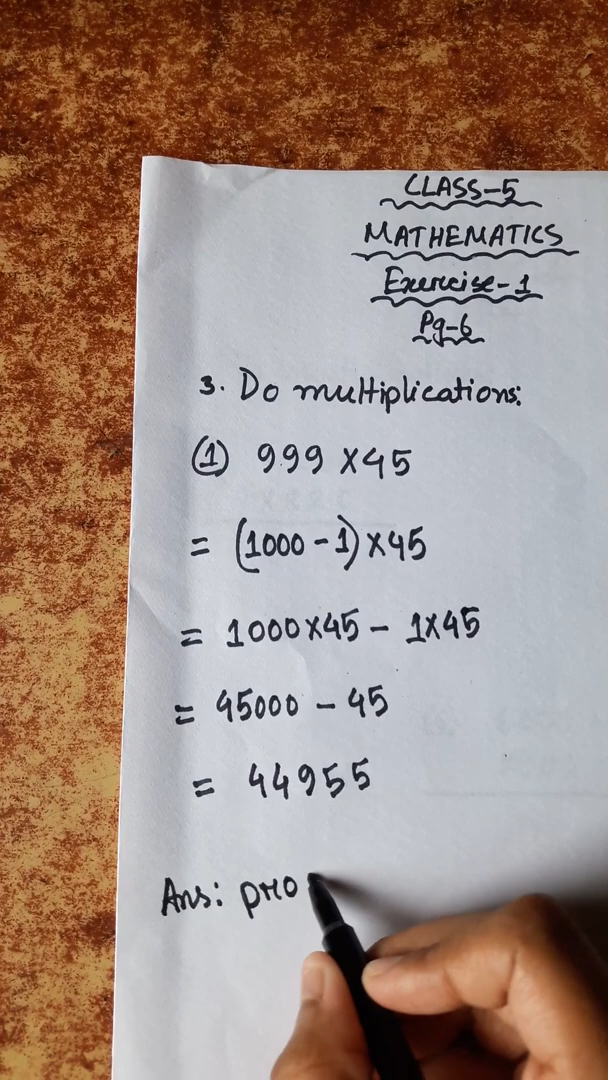 CLASS-5
MATHEMATICS
Exercise-1
Pg-6
3. Do multiplications:
(1) 999 X45
= (1000-1)X45
= 1000X45 - 1X45
= 45000 - 45
= 44955
Ans: pro